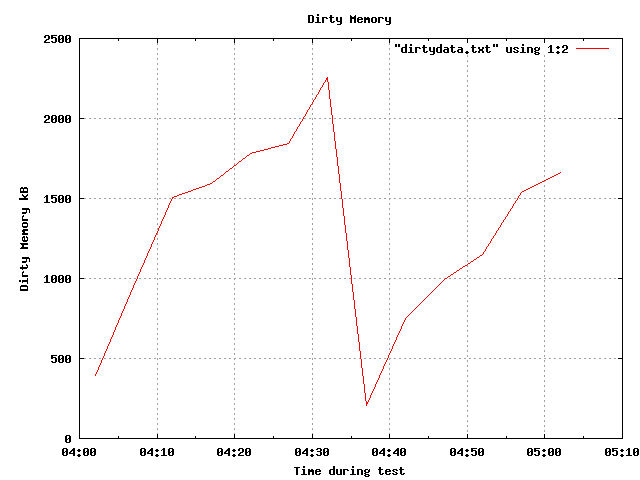 Dirty Memory
2500
"dirtydata.txt" using 1:2
2000
1500
Dirty Memory kB
1000
500
0
04:00 04:10 04:20 04:30 04:40 04:50 05:00 05:10
Time during test